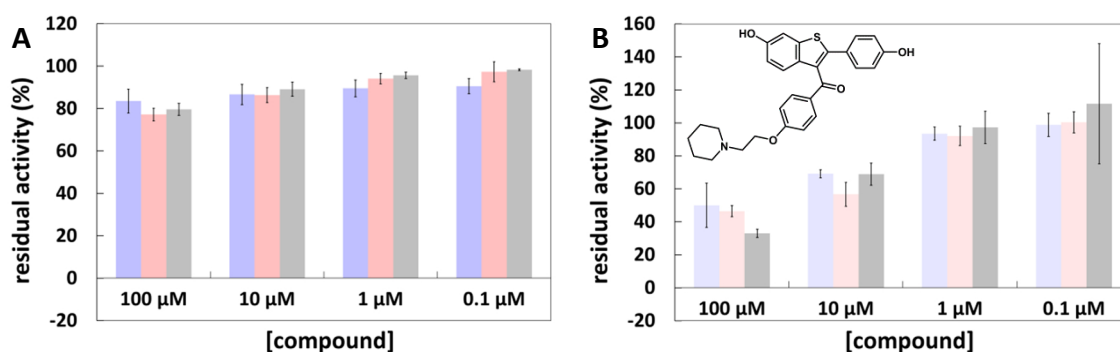 A
residual activity (%)
120
100
80
60
40
20
0
-20
100 µM 10 µM 1 µM 0.1 µM
[compound]
B
residual activity (%)
160
140
120
100
80
60
40
20
0
-20
HO
S
OH
O
O
N
100 µM 10 µM 1 µM 0.1 µM
[compound]